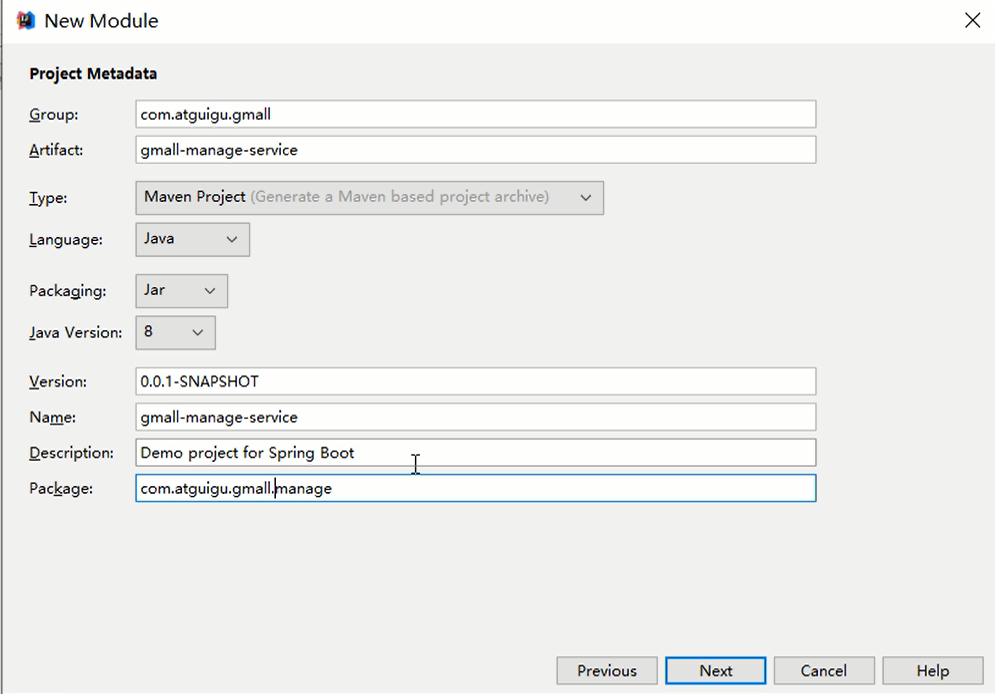 New Module
Project Metadata
Group: com.atguigu.gmall
Artifact: gmall-manage-service
Type: Maven Project (Generate a Maven based project archive)
Language: Java
Packaging: Jar
Java Version: 8
Version: 0.0.1-SNAPSHOT
Name: gmall-manage-service
Description: Demo project for Spring Boot
Package: com.atguigu.gmall.manage
Previous Next Cancel Help